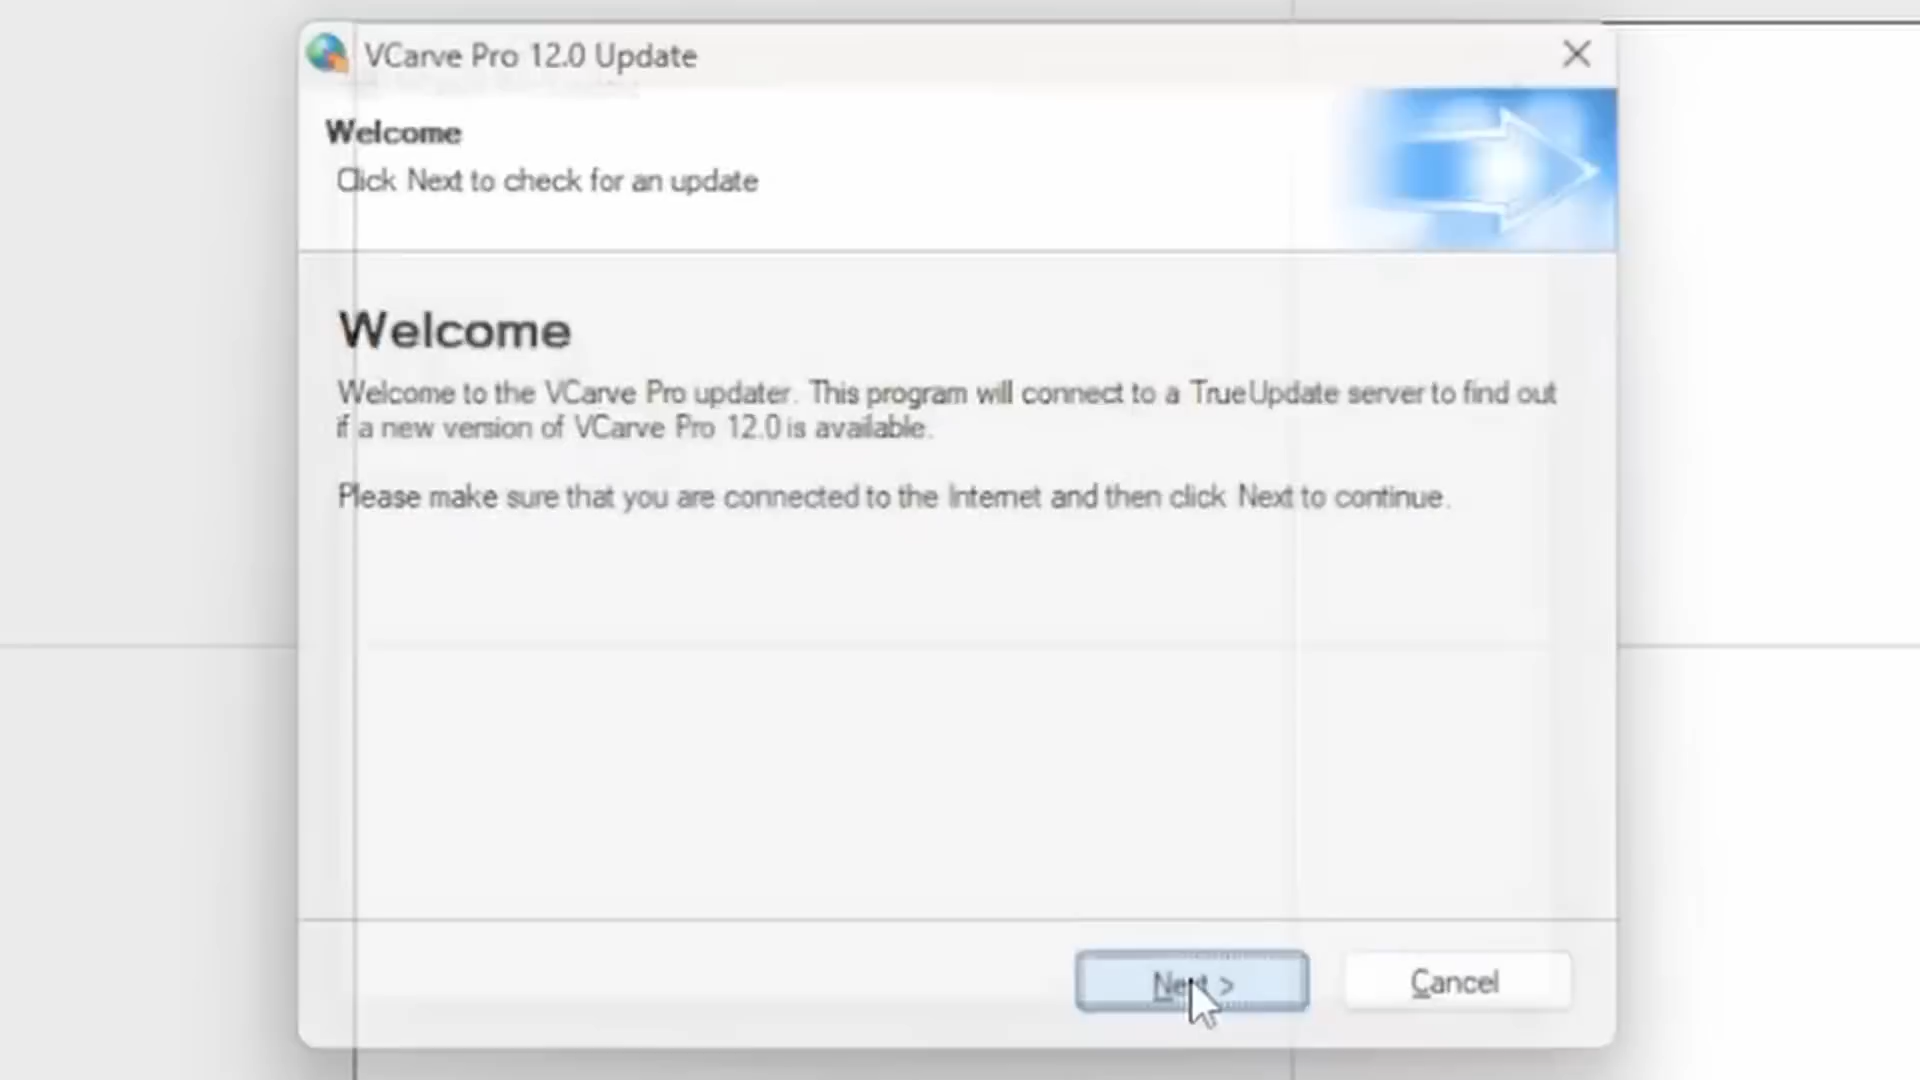 VCarve Pro 12.0 Update
Welcome
Click Next to check for an update
Welcome
Welcome to the VCarve Pro updater. This program will connect to a TrueUpdate server to find out
if a new version of VCarve Pro 12.0 is available.
Please make sure that you are connected to the Internet and then click Next to continue.
Next >
Cancel